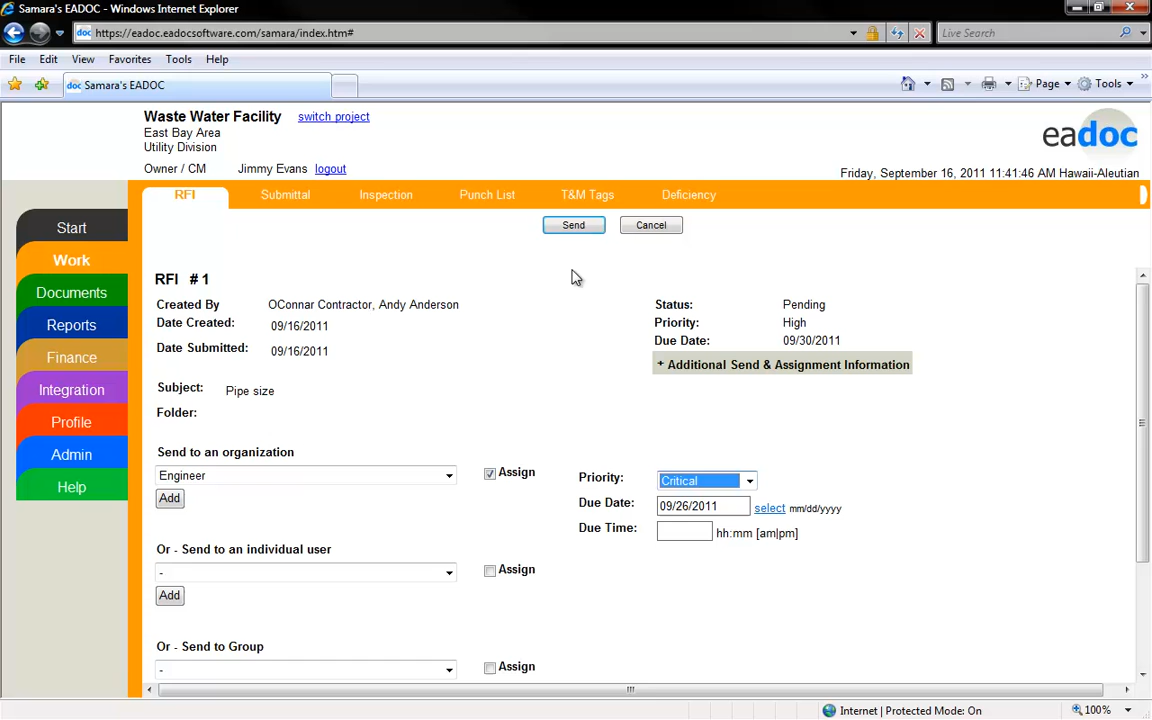 Samara's EADOC - Windows Internet Explorer
doc https://eadoc.eadocsoftware.com/samara/index.htm# Live Search
File Edit View Favorites Tools Help
doc Samara's EADOC Page Tools »
Waste Water Facility switch project
East Bay Area
Utility Division
eadoc
Owner / CM Jimmy Evans logout
Friday, September 16, 2011 11:41:46 AM Hawaii-Aleutian
RFI Submittal Inspection Punch List T&M Tags Deficiency
Send Cancel
Start
Work
Documents
Reports
Finance
Integration
Profile
Admin
Help
RFI # 1
Created By OConnar Contractor, Andy Anderson Status: Pending
Date Created: 09/16/2011 Priority: High
Date Submitted: 09/16/2011 Due Date: 09/30/2011
+ Additional Send & Assignment Information
Subject: Pipe size
Folder:
Send to an organization
Engineer Assign Priority: Critical
Add Due Date: 09/26/2011 select mm/dd/yyyy
Due Time: hh:mm [am|pm]
Or - Send to an individual user
- Assign
Add
Or - Send to Group
- Assign
Internet | Protected Mode: On 100%